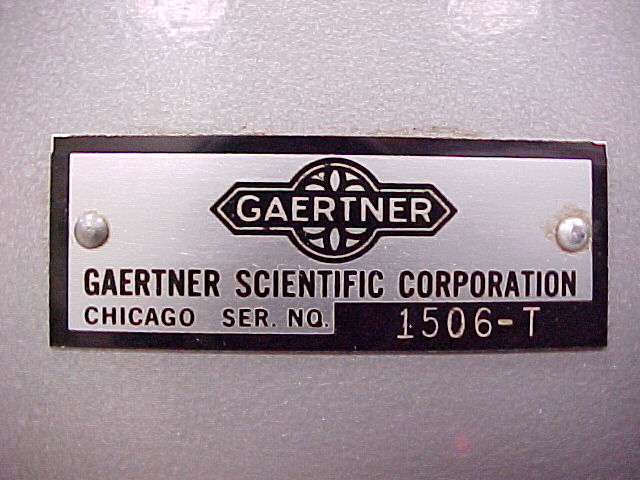 GAERTNER
GAERTNER SCIENTIFIC CORPORATION
CHICAGO SER. NO. 1506-T